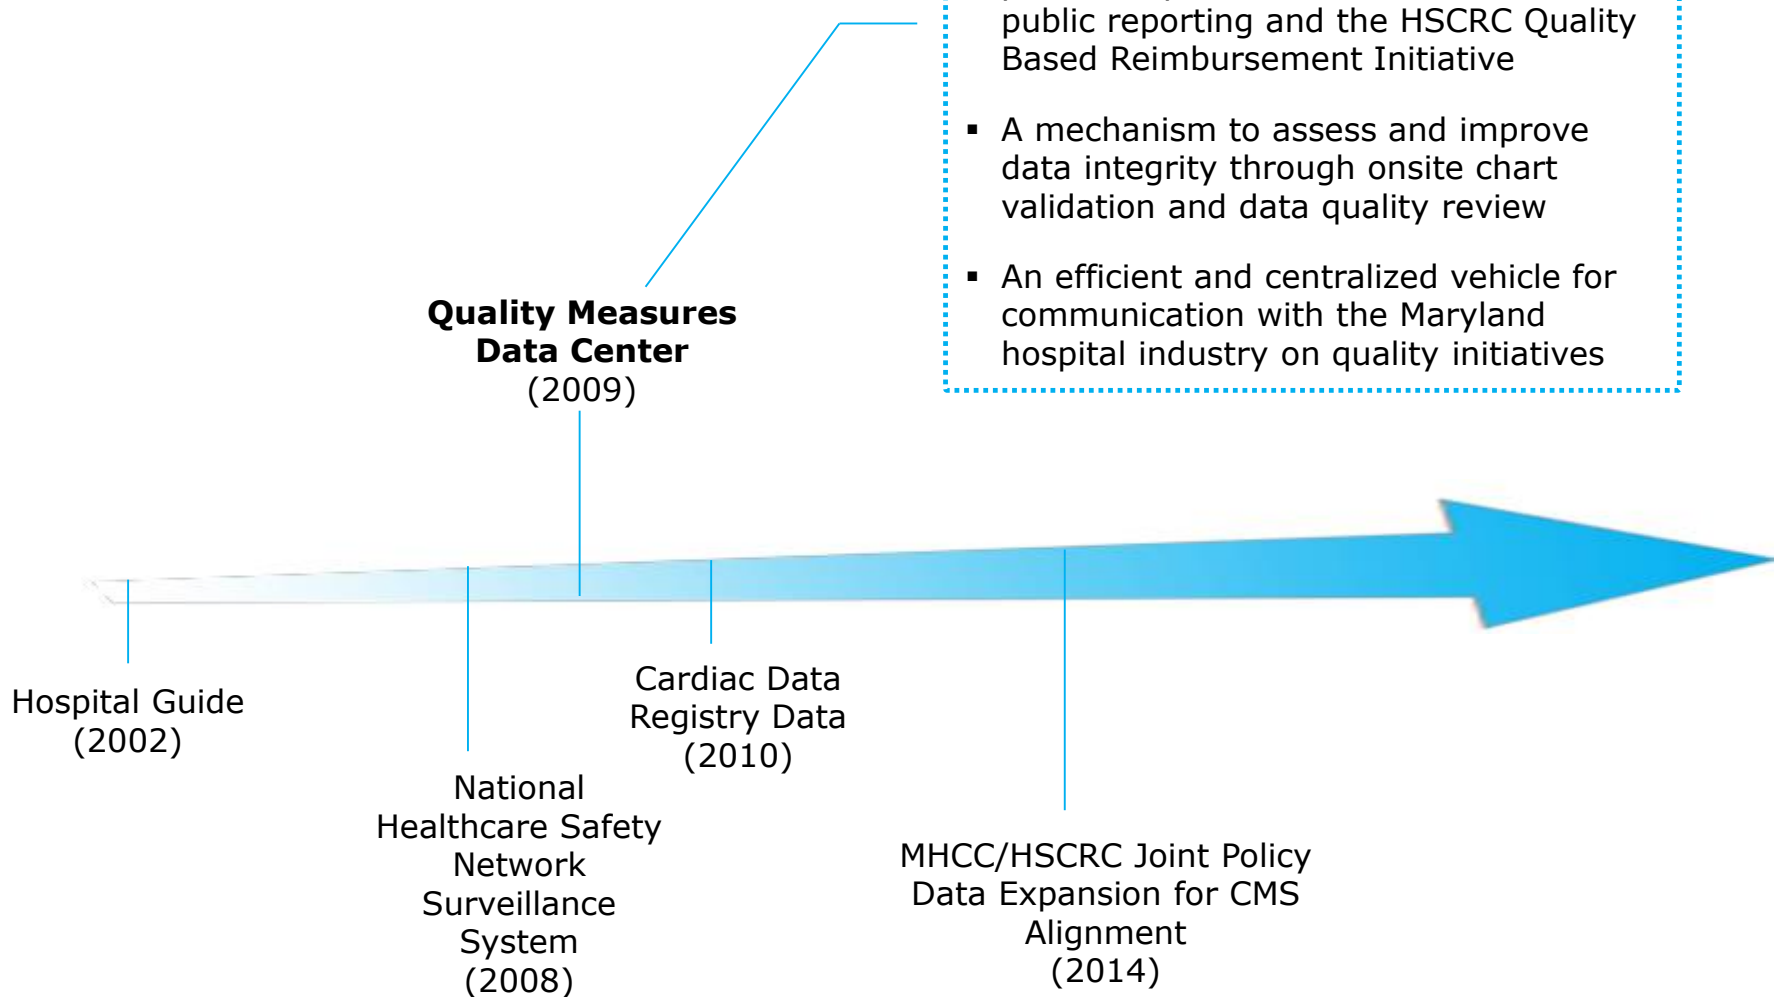 public reporting and the HSCRC Quality
Based Reimbursement Initiative
▪ A mechanism to assess and improve
data integrity through onsite chart
validation and data quality review
▪ An efficient and centralized vehicle for
communication with the Maryland
hospital industry on quality initiatives
Quality Measures
Data Center
(2009)
Hospital Guide
(2002)
National
Healthcare Safety
Network
Surveillance
System
(2008)
Cardiac Data
Registry Data
(2010)
MHCC/HSCRC Joint Policy
Data Expansion for CMS
Alignment
(2014)